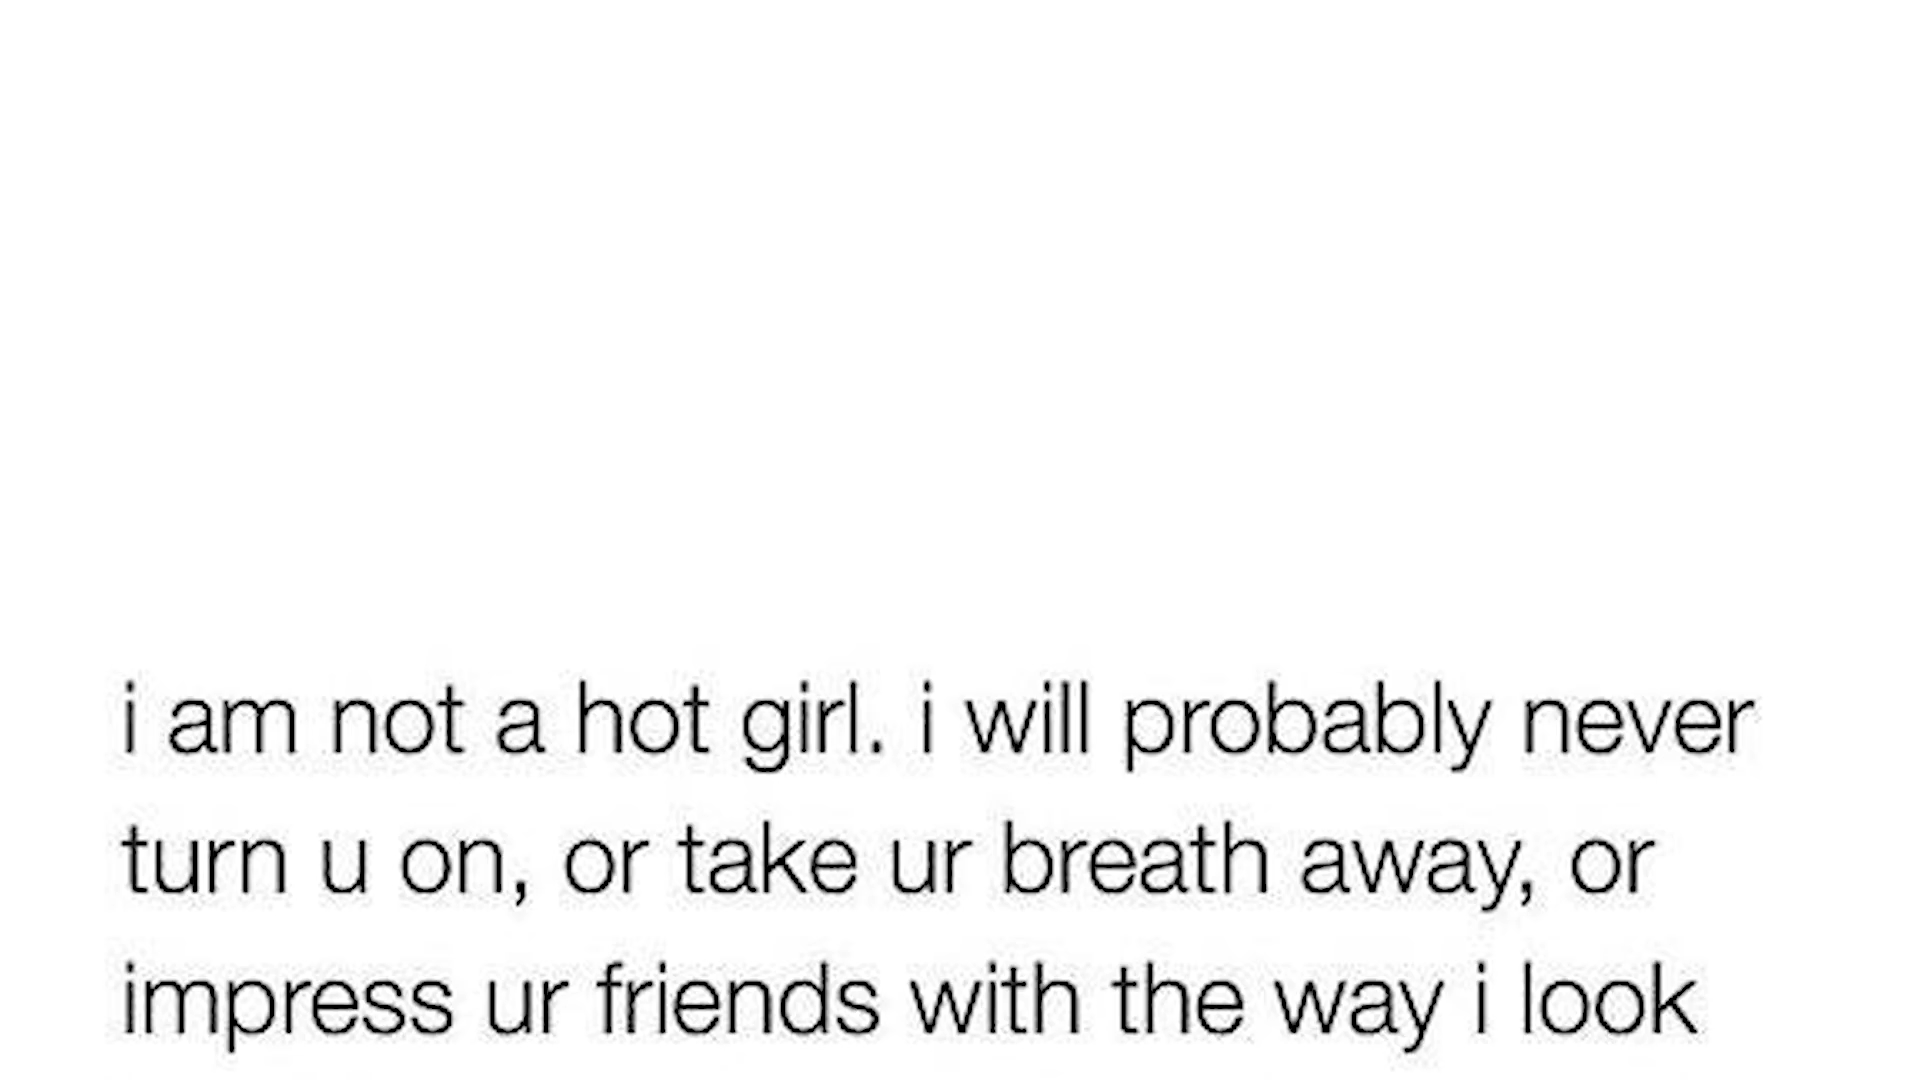 i am not a hot girl. i will probably never
turn u on, or take ur breath away, or
impress ur friends with the way i look